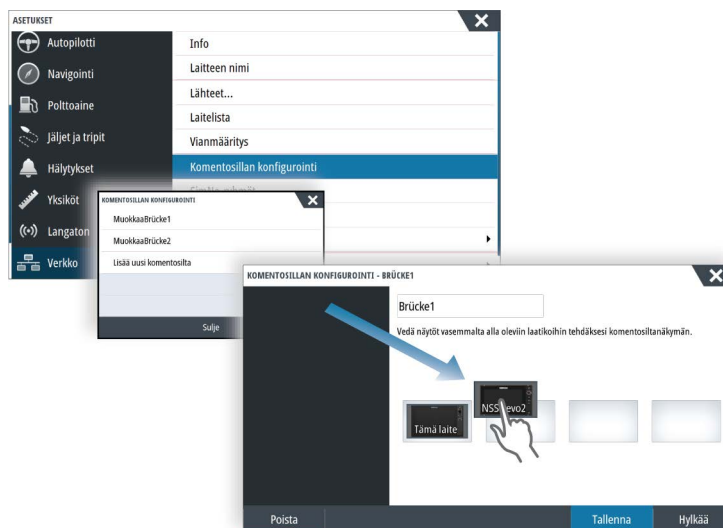 ASETUKSET
Autopilotti
Navigointi
Polttoaine
Jäljet ja tripit
Hälytykset
Yksiköt
Langaton
Verkko
Info
Laitteen nimi
Lähteet...
Laitelista
Vianmääritys
Komentosillan konfigurointi
KOMENTOSILLAN KONFIGUROINTI
MuokkaaBrücke1
MuokkaaBrücke2
Lisää uusi komentosilta
Sulje
KOMENTOSILLAN KONFIGUROINTI - BRÜCKE1
Brücke1
Vedä näytöt vasemmalta alla oleviin laatikoihin tehdäksesi komentosiltanäkymän.
Tämä laite
evo2
Poista
Tallenna
Hylkää